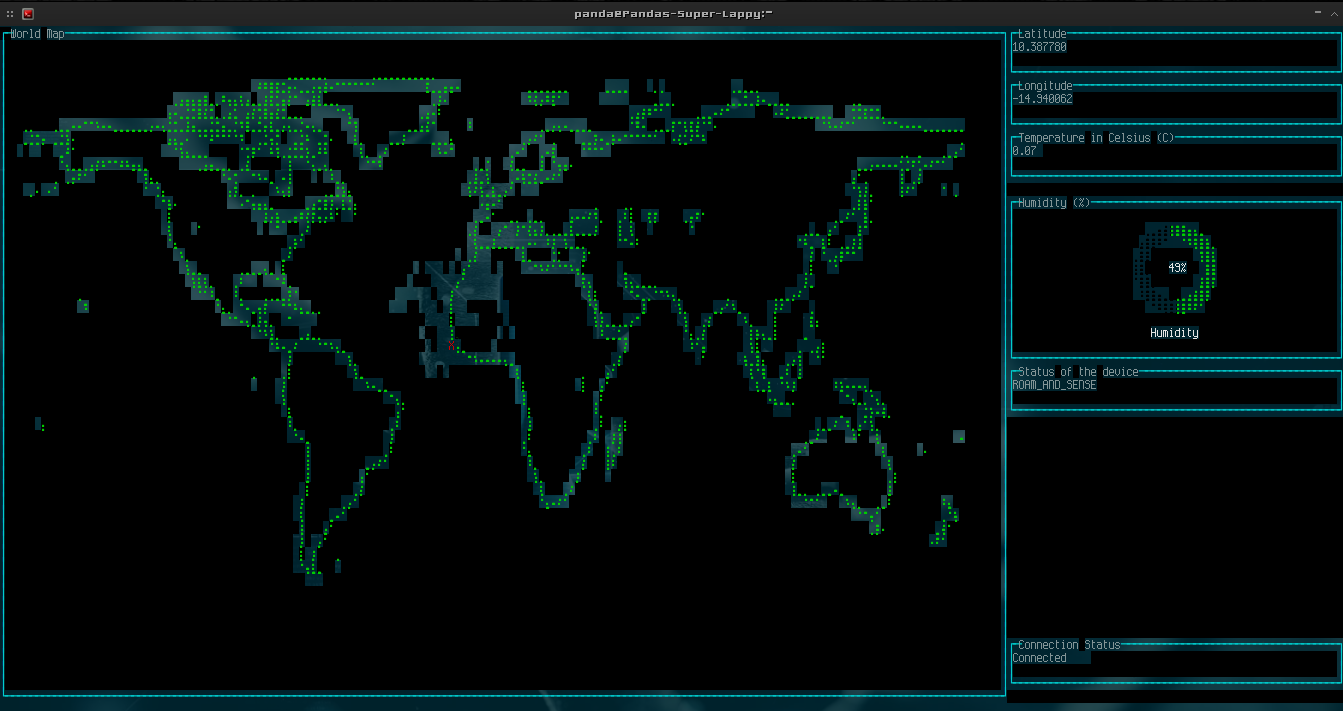 panda@Pandas-Super-Lappy:~
World Map
Latitude
10.387780
Longitude
-14.940062
Temperature in Celsius (C)
0.07
Humidity (%)
49%
Humidity
Status of the device
ROAM_AND_SENSE
Connection Status
Connected